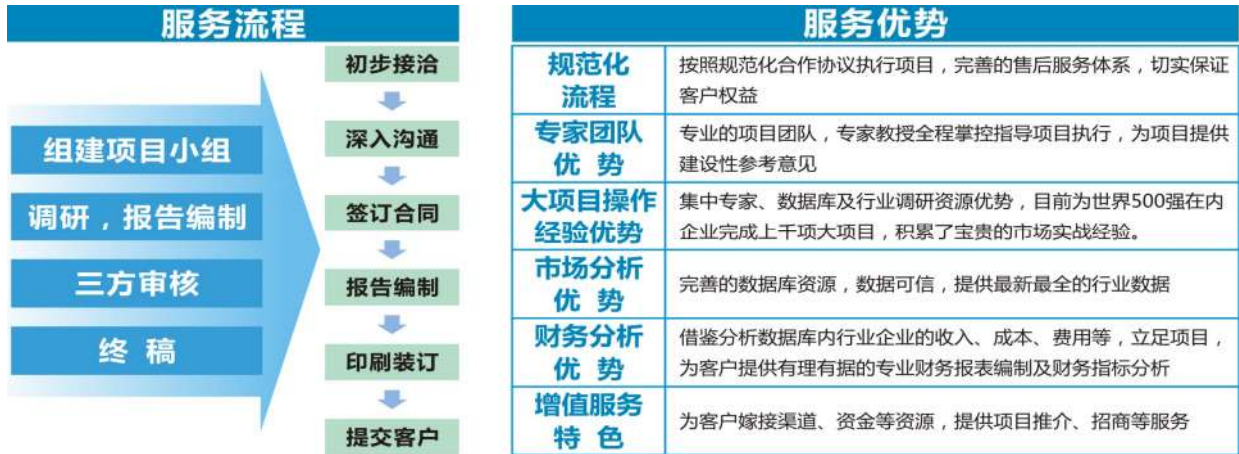 服务流程
组建项目小组
调研，报告编制
三方审核
终 稿
初步接洽
深入沟通
签订合同
报告编制
印刷装订
提交客户
服务优势
规范化
流程
按照规范化合作协议执行项目，完善的售后服务体系，切实保证
客户权益
专家团队
优 势
专业的项目团队，专家教授全程掌控指导项目执行，为项目提供
建设性参考意见
大项目操作
经验优势
集中专家、数据库及行业调研资源优势，目前为世界500强在内
企业完成上千项大项目，积累了宝贵的市场实战经验。
市场分析
优 势
完善的数据库资源，数据可信，提供最新最全的行业数据
财务分析
优 势
借鉴分析数据库内行业企业的收入、成本、费用等，立足项目，
为客户提供有理有据的专业财务报表编制及财务指标分析
增值服务
特 色
为客户嫁接渠道、资金等资源，提供项目推介、招商等服务